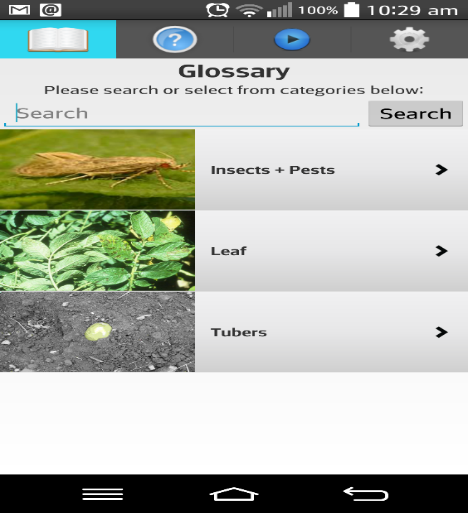 100% 10:29 am
Glossary
Please search or select from categories below:
Search Search
Insects + Pests
Leaf
Tubers